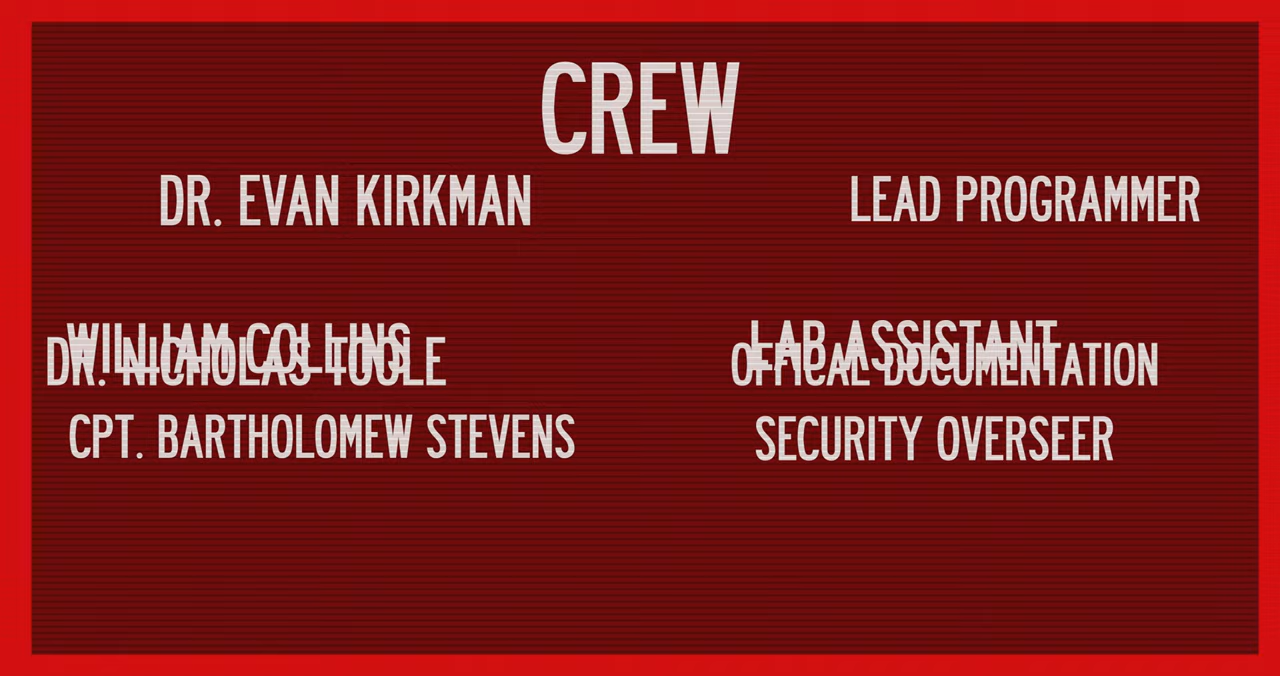 CREW
DR. EVAN KIRKMAN LEAD PROGRAMMER
WILLIAM COLLINS LAB ASSISTANT
DR. NICHOLAS TOOLE OFFICAL DOCUMENTATION
CPT. BARTHOLOMEW STEVENS SECURITY OVERSEER